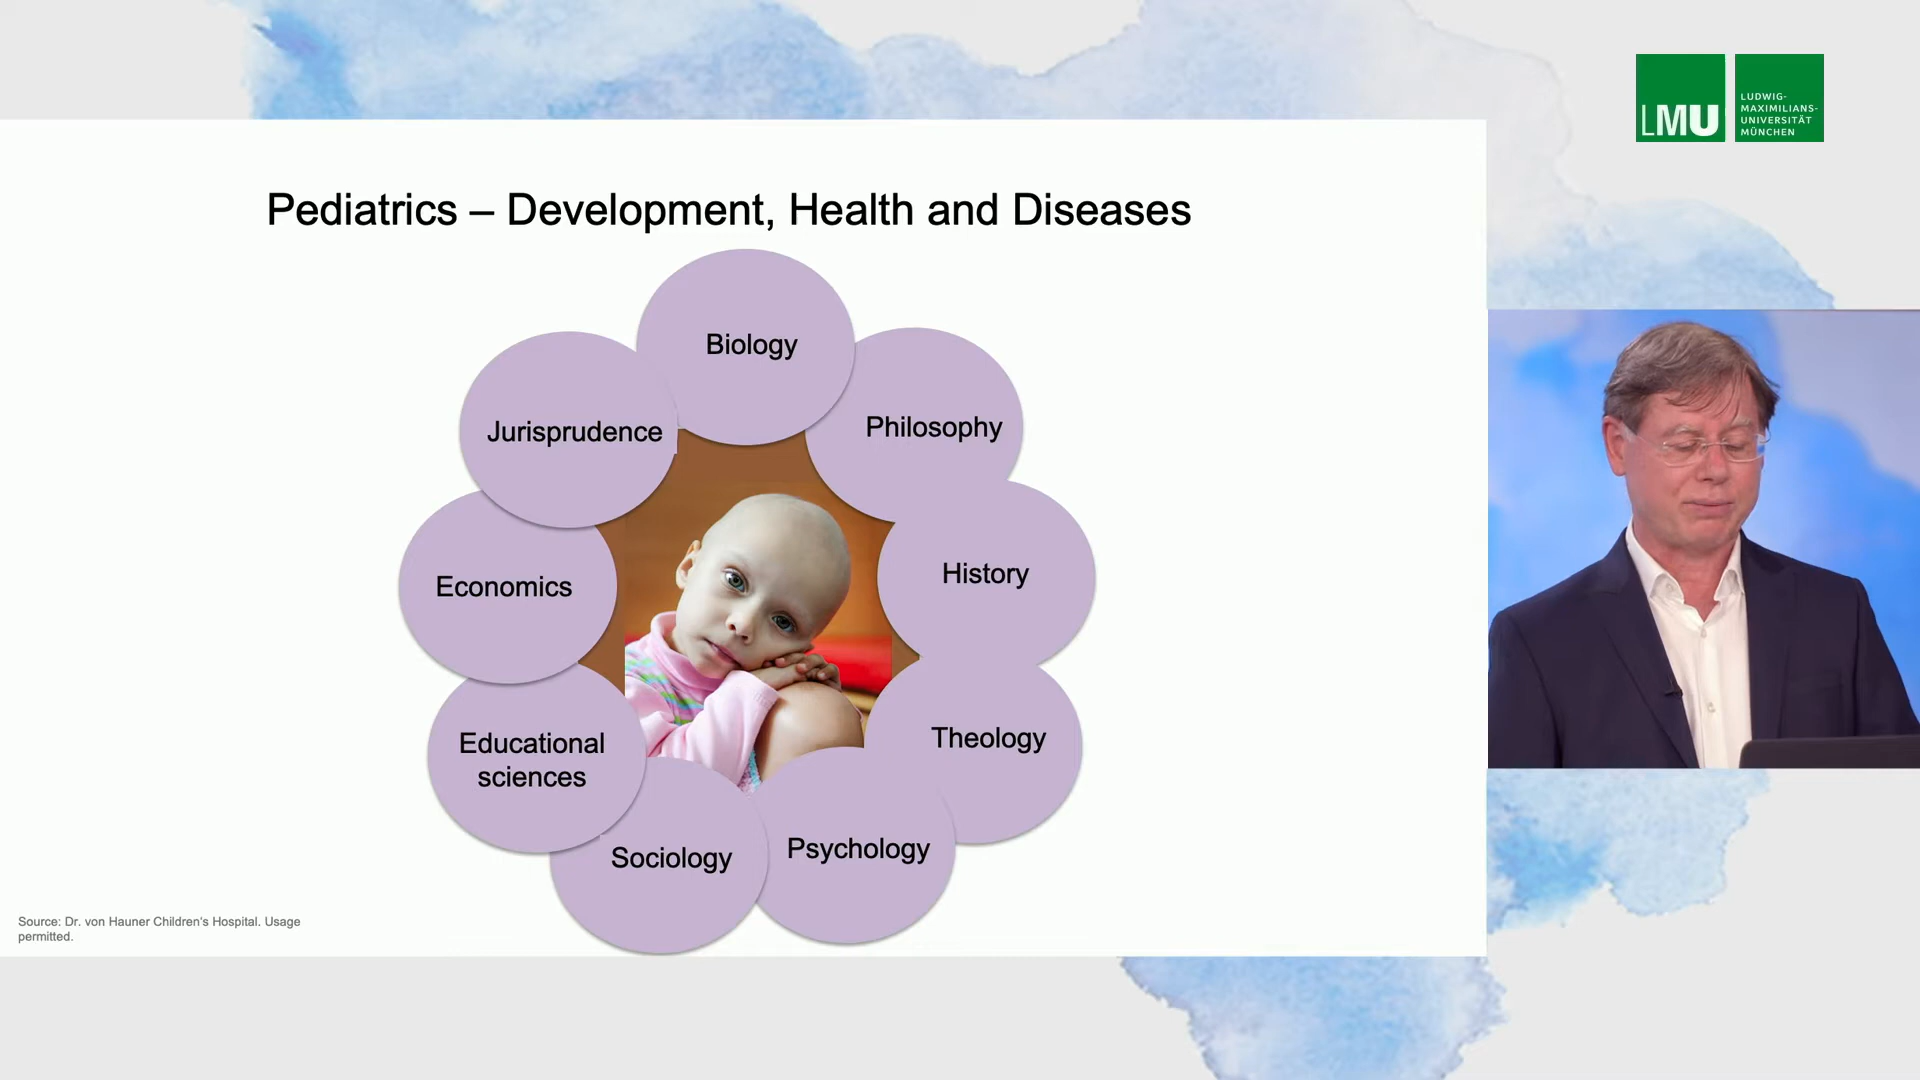 LMU
LUDWIG-
MAXIMILIANS-
UNIVERSITÄT
MÜNCHEN
Pediatrics – Development, Health and Diseases
Biology
Jurisprudence
Philosophy
Economics
History
Educational
sciences
Theology
Sociology
Psychology
Source: Dr. von Hauner Children's Hospital. Usage
permitted.